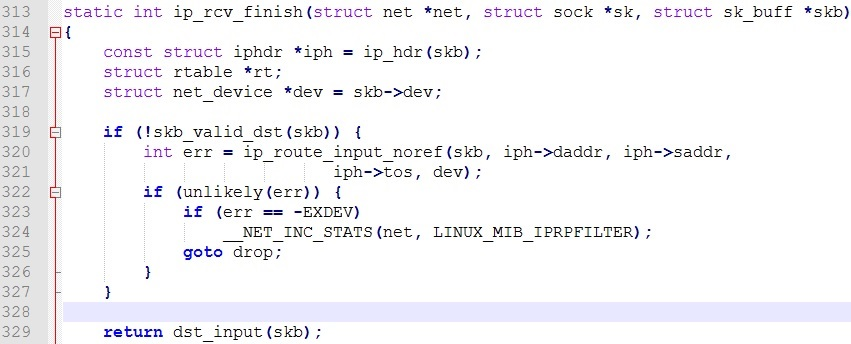 313 static int ip_rcv_finish(struct net *net, struct sock *sk, struct sk_buff *skb)
314 {
315 const struct iphdr *iph = ip_hdr(skb);
316 struct rtable *rt;
317 struct net_device *dev = skb->dev;
318
319 if (!skb_valid_dst(skb)) {
320 int err = ip_route_input_noref(skb, iph->daddr, iph->saddr,
321 iph->tos, dev);
322 if (unlikely(err)) {
323 if (err == -EXDEV)
324 __NET_INC_STATS(net, LINUX_MIB_IPRPFILTER);
325 goto drop;
326 }
327 }
328
329 return dst_input(skb);